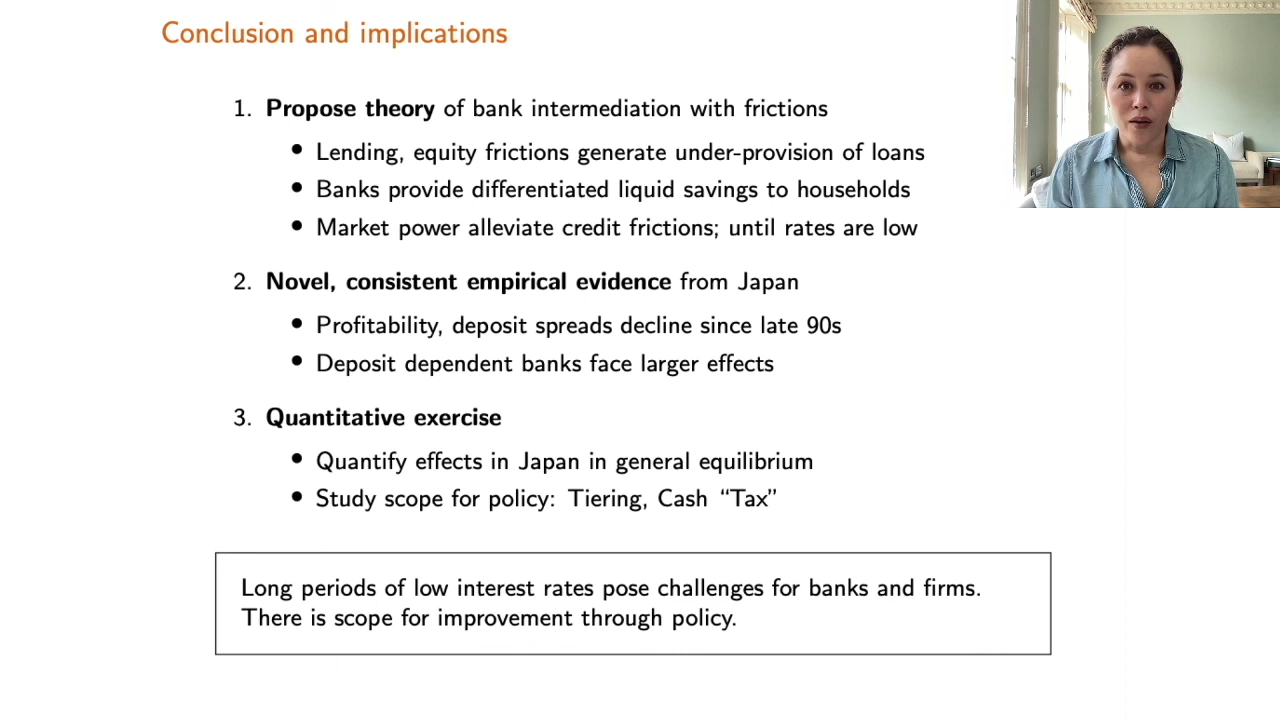 Conclusion and implications
1. Propose theory of bank intermediation with frictions
• Lending, equity frictions generate under-provision of loans
• Banks provide differentiated liquid savings to households
• Market power alleviate credit frictions; until rates are low
2. Novel, consistent empirical evidence from Japan
• Profitability, deposit spreads decline since late 90s
• Deposit dependent banks face larger effects
3. Quantitative exercise
• Quantify effects in Japan in general equilibrium
• Study scope for policy: Tiering, Cash “Tax”
Long periods of low interest rates pose challenges for banks and firms.
There is scope for improvement through policy.